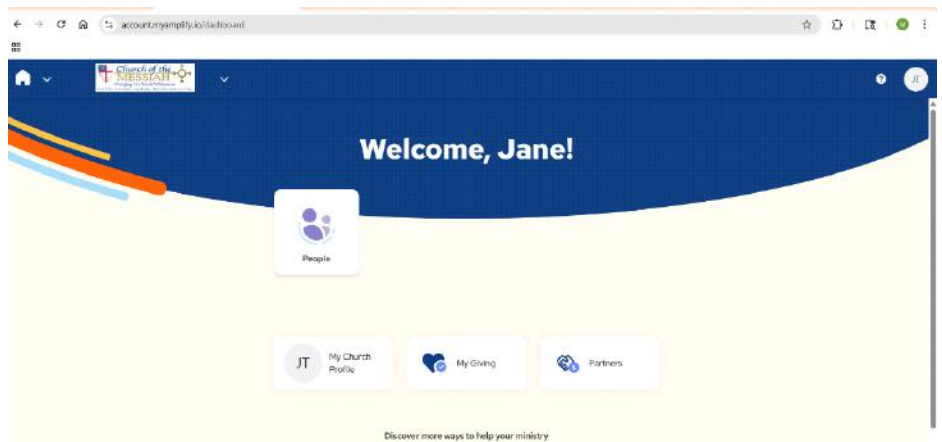 account.myamplify.io/dashboard
M
Church of the
MESSIAH
?
JT
Welcome, Jane!
People
JT
My Church
Profile
My Giving
Partners
Discover more ways to help your ministry